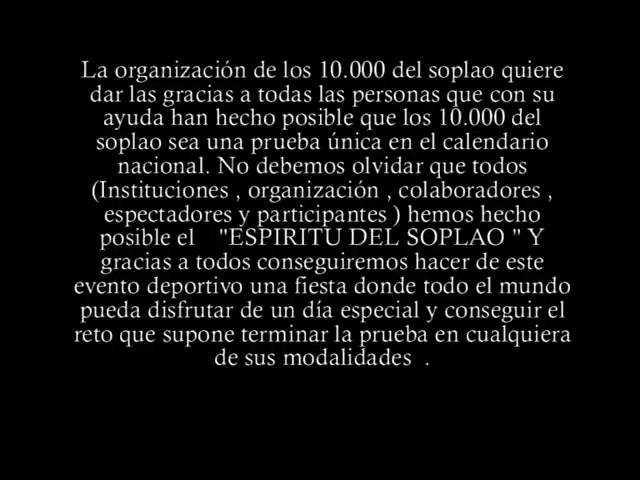 La organización de los 10.000 del soplao quiere
dar las gracias a todas las personas que con su
ayuda han hecho posible que los 10.000 del
soplao sea una prueba única en el calendario
nacional. No debemos olvidar que todos
(Instituciones , organización , colaboradores ,
espectadores y participantes ) hemos hecho
posible el    "ESPIRITU DEL SOPLAO " Y
gracias a todos conseguiremos hacer de este
evento deportivo una fiesta donde todo el mundo
pueda disfrutar de un día especial y conseguir el
reto que supone terminar la prueba en cualquiera
de sus modalidades  .